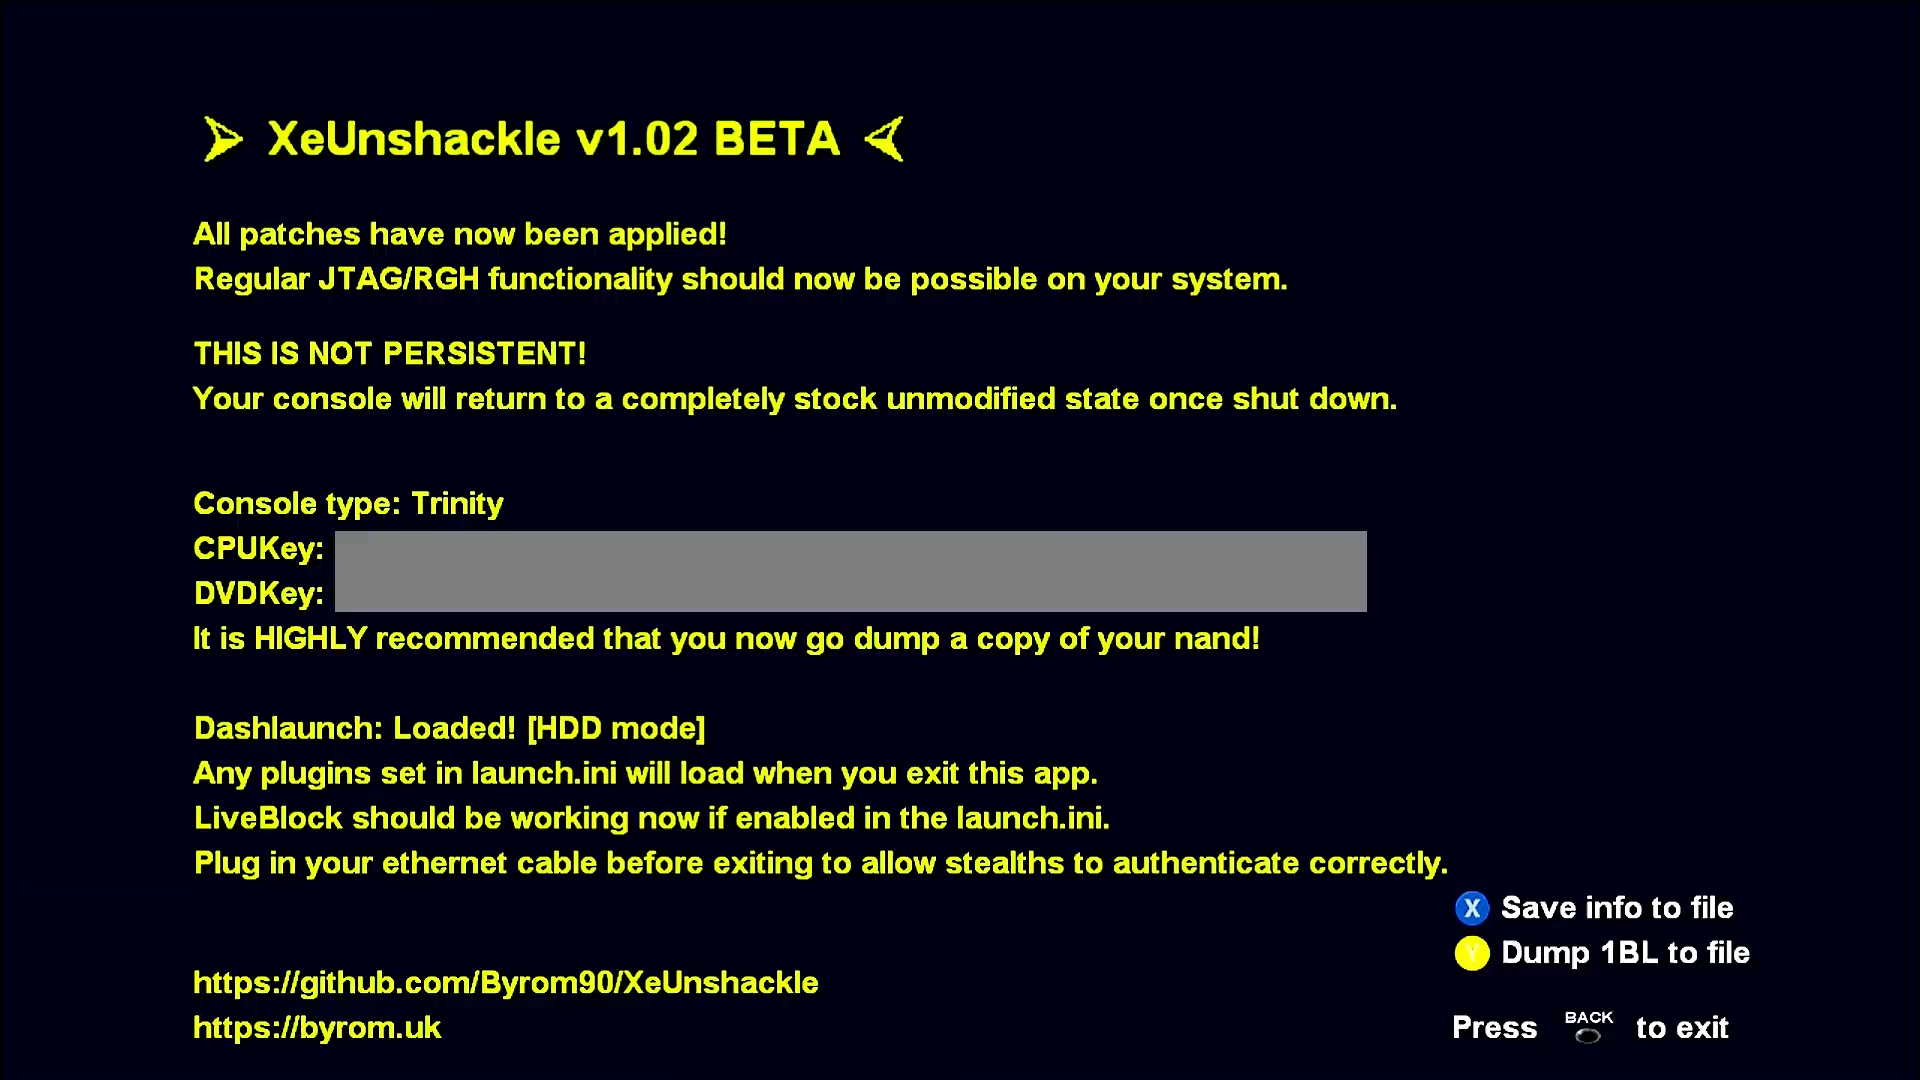 XeUnshackle v1.02 BETA
All patches have now been applied!
Regular JTAG/RGH functionality should now be possible on your system.
THIS IS NOT PERSISTENT!
Your console will return to a completely stock unmodified state once shut down.
Console type: Trinity
CPUKey:
DVDKey:
It is HIGHLY recommended that you now go dump a copy of your nand!
Dashlaunch: Loaded! [HDD mode]
Any plugins set in launch.ini will load when you exit this app.
LiveBlock should be working now if enabled in the launch.ini.
Plug in your ethernet cable before exiting to allow stealths to authenticate correctly.
X Save info to file
Y Dump 1BL to file
https://github.com/Byrom90/XeUnshackle
https://byrom.uk
Press BACK to exit